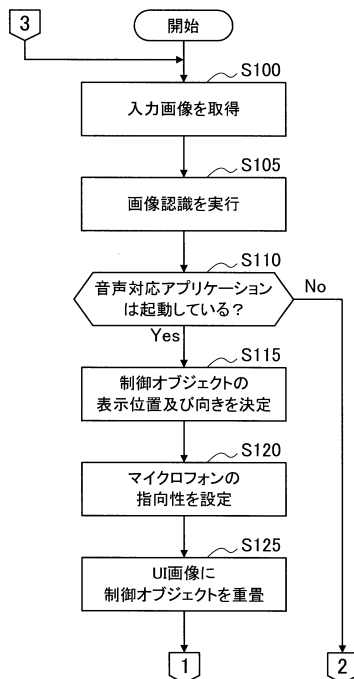 3
開始
S100
入力画像を取得
S105
画像認識を実行
S110
音声対応アプリケーション
は起動している？
No
Yes
S115
制御オブジェクトの
表示位置及び向きを決定
S120
マイクロフォンの
指向性を設定
S125
UI画像に
制御オブジェクトを重畳
1
2